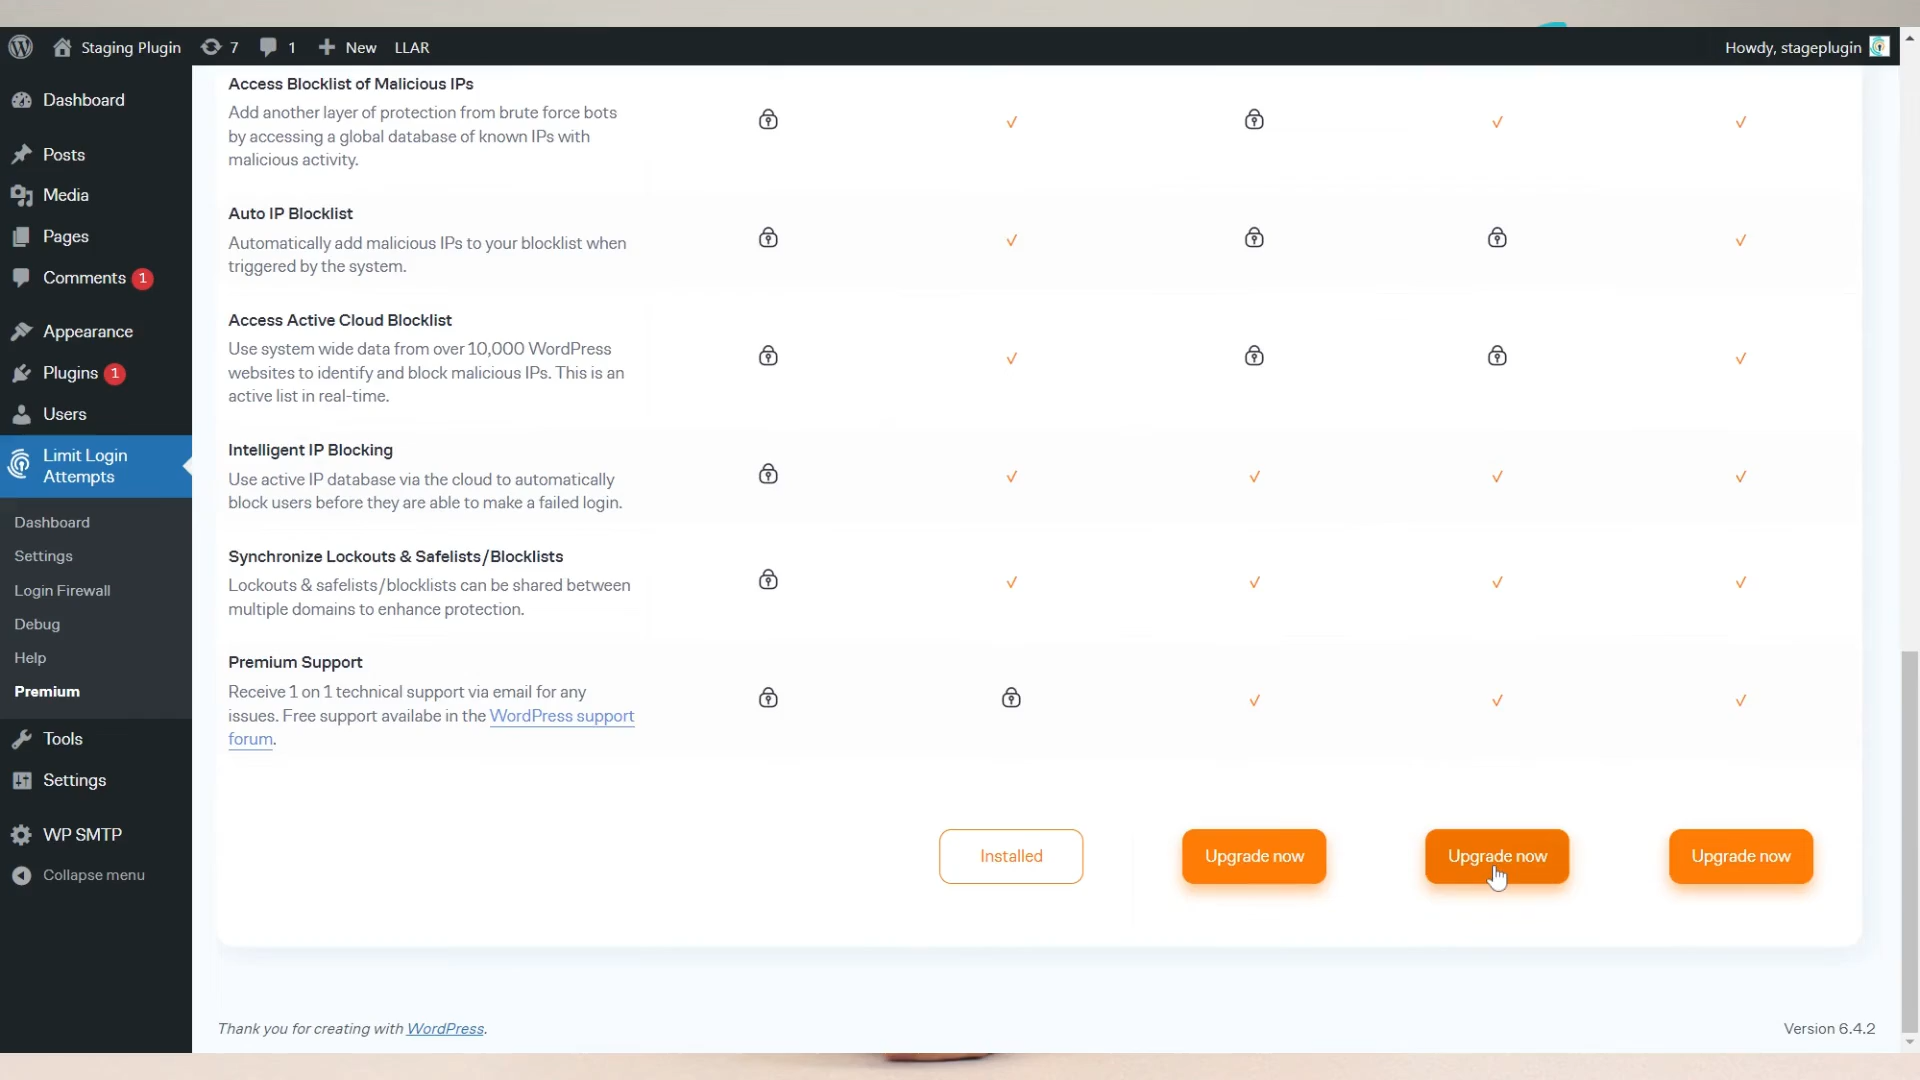 Staging Plugin 7 1 New LLAR Howdy, stageplugin
Dashboard
Posts
Media
Pages
Comments 1
Appearance
Plugins 1
Users
Limit Login
Attempts
Dashboard
Settings
Login Firewall
Debug
Help
Premium
Tools
Settings
WP SMTP
Collapse menu
Access Blocklist of Malicious IPs
Add another layer of protection from brute force bots
by accessing a global database of known IPs with
malicious activity.
Auto IP Blocklist
Automatically add malicious IPs to your blocklist when
triggered by the system.
Access Active Cloud Blocklist
Use system wide data from over 10,000 WordPress
websites to identify and block malicious IPs. This is an
active list in real-time.
Intelligent IP Blocking
Use active IP database via the cloud to automatically
block users before they are able to make a failed login.
Synchronize Lockouts & Safelists/Blocklists
Lockouts & safelists/blocklists can be shared between
multiple domains to enhance protection.
Premium Support
Receive 1 on 1 technical support via email for any
issues. Free support availabe in the WordPress support
forum.
Installed Upgrade now Upgrade now Upgrade now
Thank you for creating with WordPress. Version 6.4.2